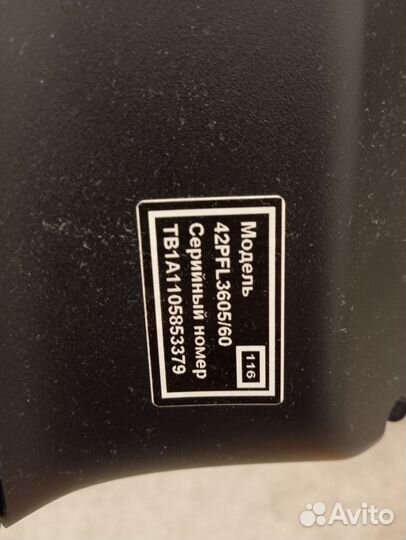 Модель
42PFL3605/60
Серийный номер
TB1A1105853379
116
Avito